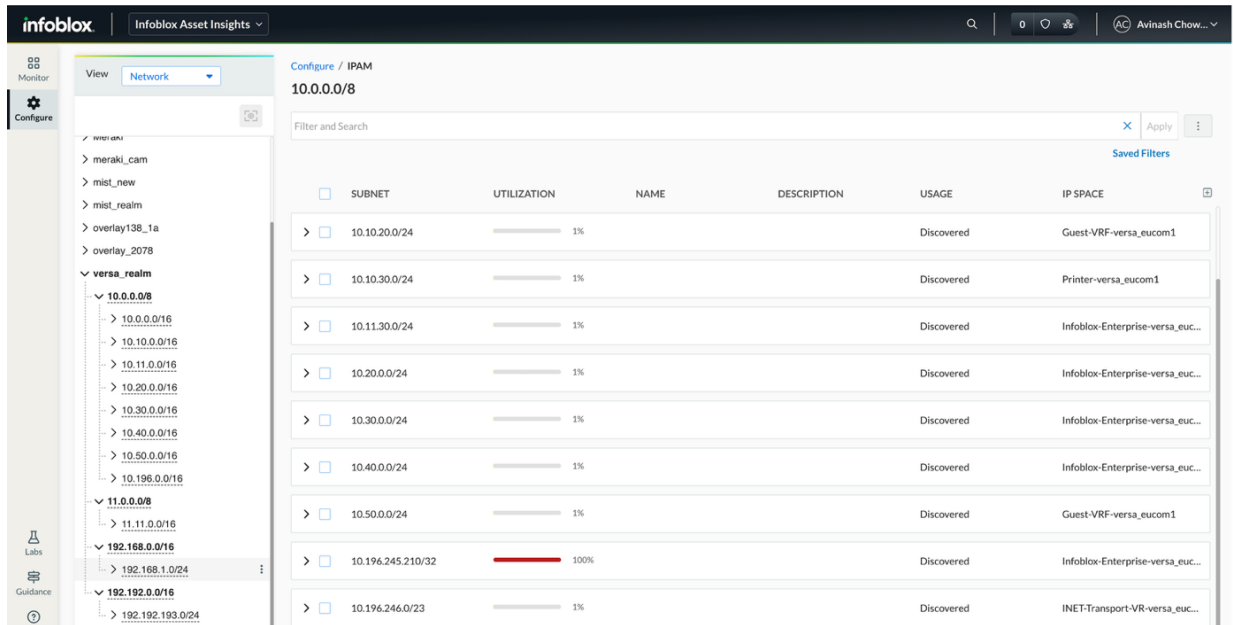 infoblox.
Infoblox Asset Insights
0
AC
Avinash Chow...
Monitor
Configure
Labs
Guidance
View
Network
meraki
meraki_cam
mist_new
mist_realm
overlay138_1a
overlay_2078
versa_realm
10.0.0.0/8
10.0.0.0/16
10.10.0.0/16
10.11.0.0/16
10.20.0.0/16
10.30.0.0/16
10.40.0.0/16
10.50.0.0/16
10.196.0.0/16
11.0.0.0/8
11.11.0.0/16
192.168.0.0/16
192.168.1.0/24
192.192.0.0/16
192.192.193.0/24
Configure / IPAM
10.0.0.0/8
Filter and Search
Apply
Saved Filters
SUBNET UTILIZATION NAME DESCRIPTION USAGE IP SPACE
10.10.20.0/24 1% Discovered Guest-VRF-versa_eucom1
10.10.30.0/24 1% Discovered Printer-versa_eucom1
10.11.30.0/24 1% Discovered Infoblox-Enterprise-versa_euc...
10.20.0.0/24 1% Discovered Infoblox-Enterprise-versa_euc...
10.30.0.0/24 1% Discovered Infoblox-Enterprise-versa_euc...
10.40.0.0/24 1% Discovered Infoblox-Enterprise-versa_euc...
10.50.0.0/24 1% Discovered Guest-VRF-versa_eucom1
10.196.245.210/32 100% Discovered Infoblox-Enterprise-versa_euc...
10.196.246.0/23 1% Discovered INET-Transport-VR-versa_euc...